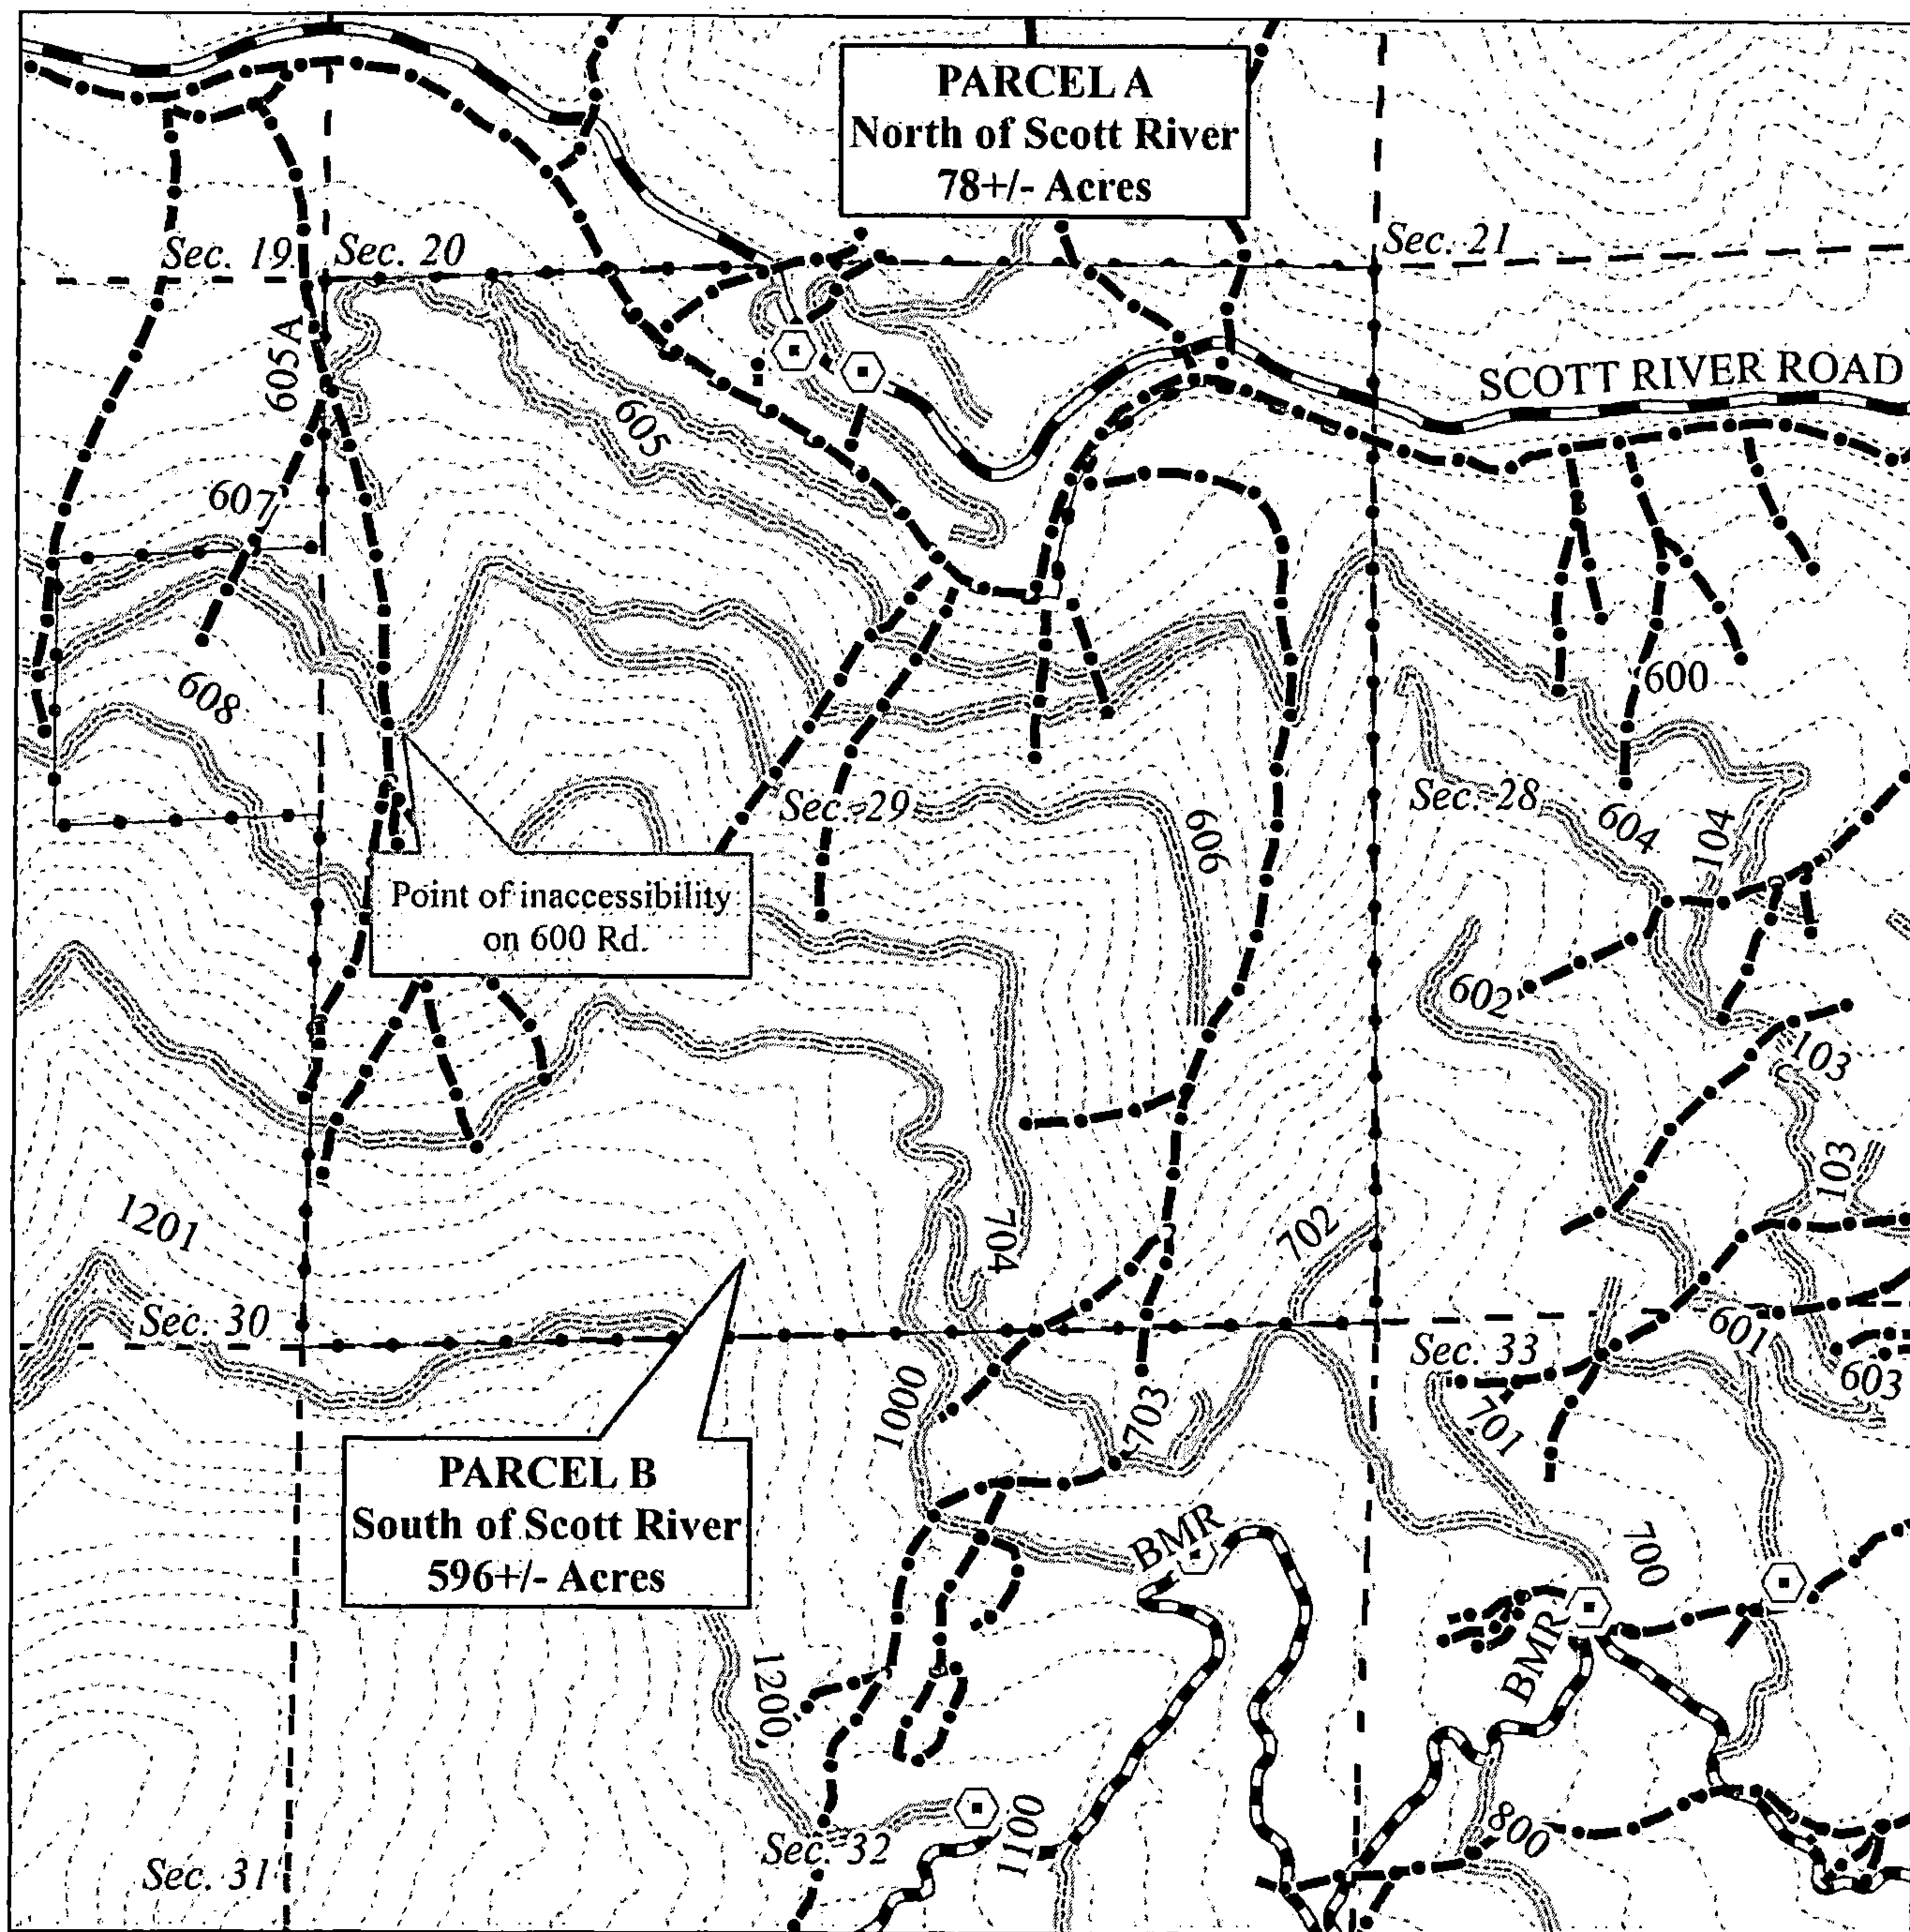 PARCEL A
North of Scott River
78+/- Acres
Sec. 19
Sec. 20
Sec. 21
SCOTT RIVER ROAD
605A
605
607
608
600
Sec. 29
606
Sec. 28
604
104
Point of inaccessibility
on 600 Rd.
602
103
103
1201
704
702
Sec. 30
601
Sec. 33
603
1000
703
701
PARCEL B
South of Scott River
596+/- Acres
BMR
700
BMR
1200
1100
800
Sec. 32
Sec. 31